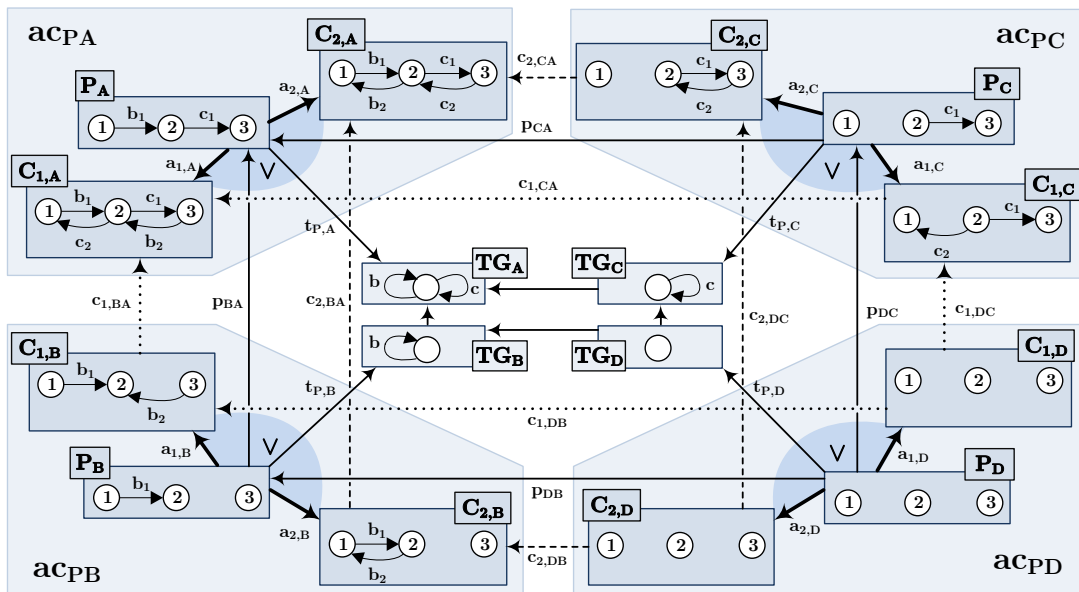 ac_PA
C_2,A
1 b_1 2 c_1 3
b_2 c_2
a_2,A
P_A
1 b_1 2 c_1 3
a_1,A
∨
C_1,A
1 b_1 2 c_1 3
c_2 b_2
c_2,CA
p_CA
c_1,CA
C_2,C
1 2 c_1 3
c_2
a_2,C
ac_PC
P_C
1 2 c_1 3
∨
a_1,C
C_1,C
1 2 c_1 3
c_2
t_P,A
t_P,C
TG_A
b c
TG_C
c
TG_B
b
TG_D
c_1,BA
p_BA
c_2,BA
c_2,DC
p_DC
c_1,DC
C_1,B
1 b_1 2 3
b_2
t_P,B
t_P,D
C_1,D
1 2 3
c_1,DB
a_1,B
∨
∨
a_1,D
P_B
1 b_1 2 3
p_DB
P_D
1 2 3
a_2,B
C_2,B
1 b_1 2 3
b_2
c_2,DB
C_2,D
1 2 3
a_2,D
ac_PB
ac_PD